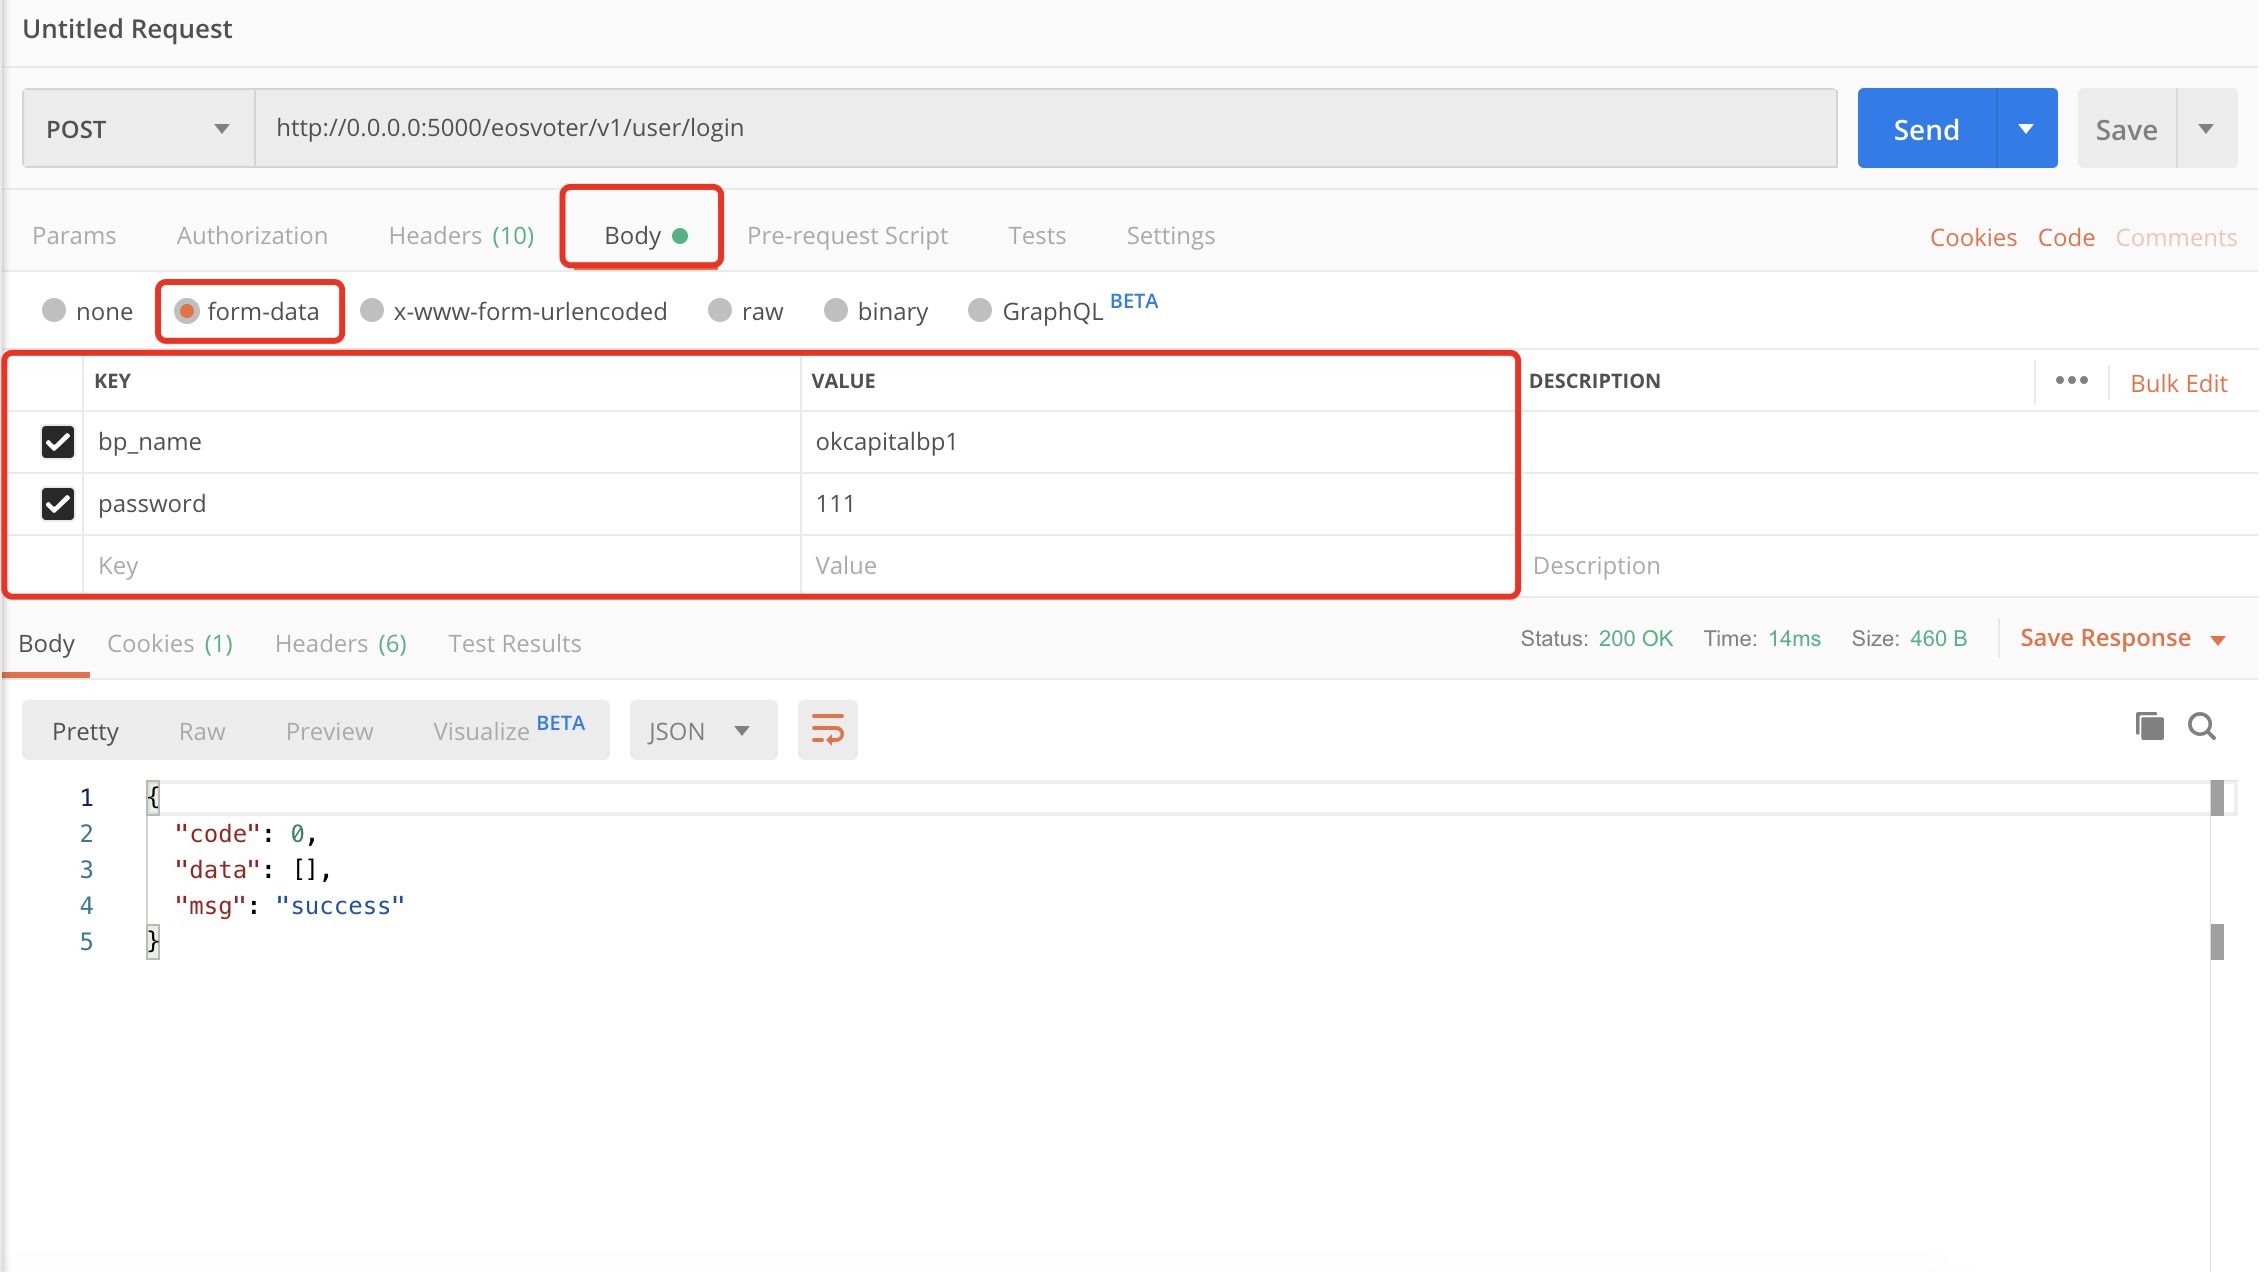 Untitled Request
POST http://0.0.0.0:5000/eosvoter/v1/user/login Send Save
Params Authorization Headers (10) Body Pre-request Script Tests Settings Cookies Code Comments
none form-data x-www-form-urlencoded raw binary GraphQL BETA
KEY VALUE DESCRIPTION ••• Bulk Edit
bp_name okcapitalbp1
password 111
Key Value Description
Body Cookies (1) Headers (6) Test Results Status: 200 OK Time: 14ms Size: 460 B Save Response
Pretty Raw Preview Visualize BETA JSON
1 {
2 "code": 0,
3 "data": [],
4 "msg": "success"
5 }